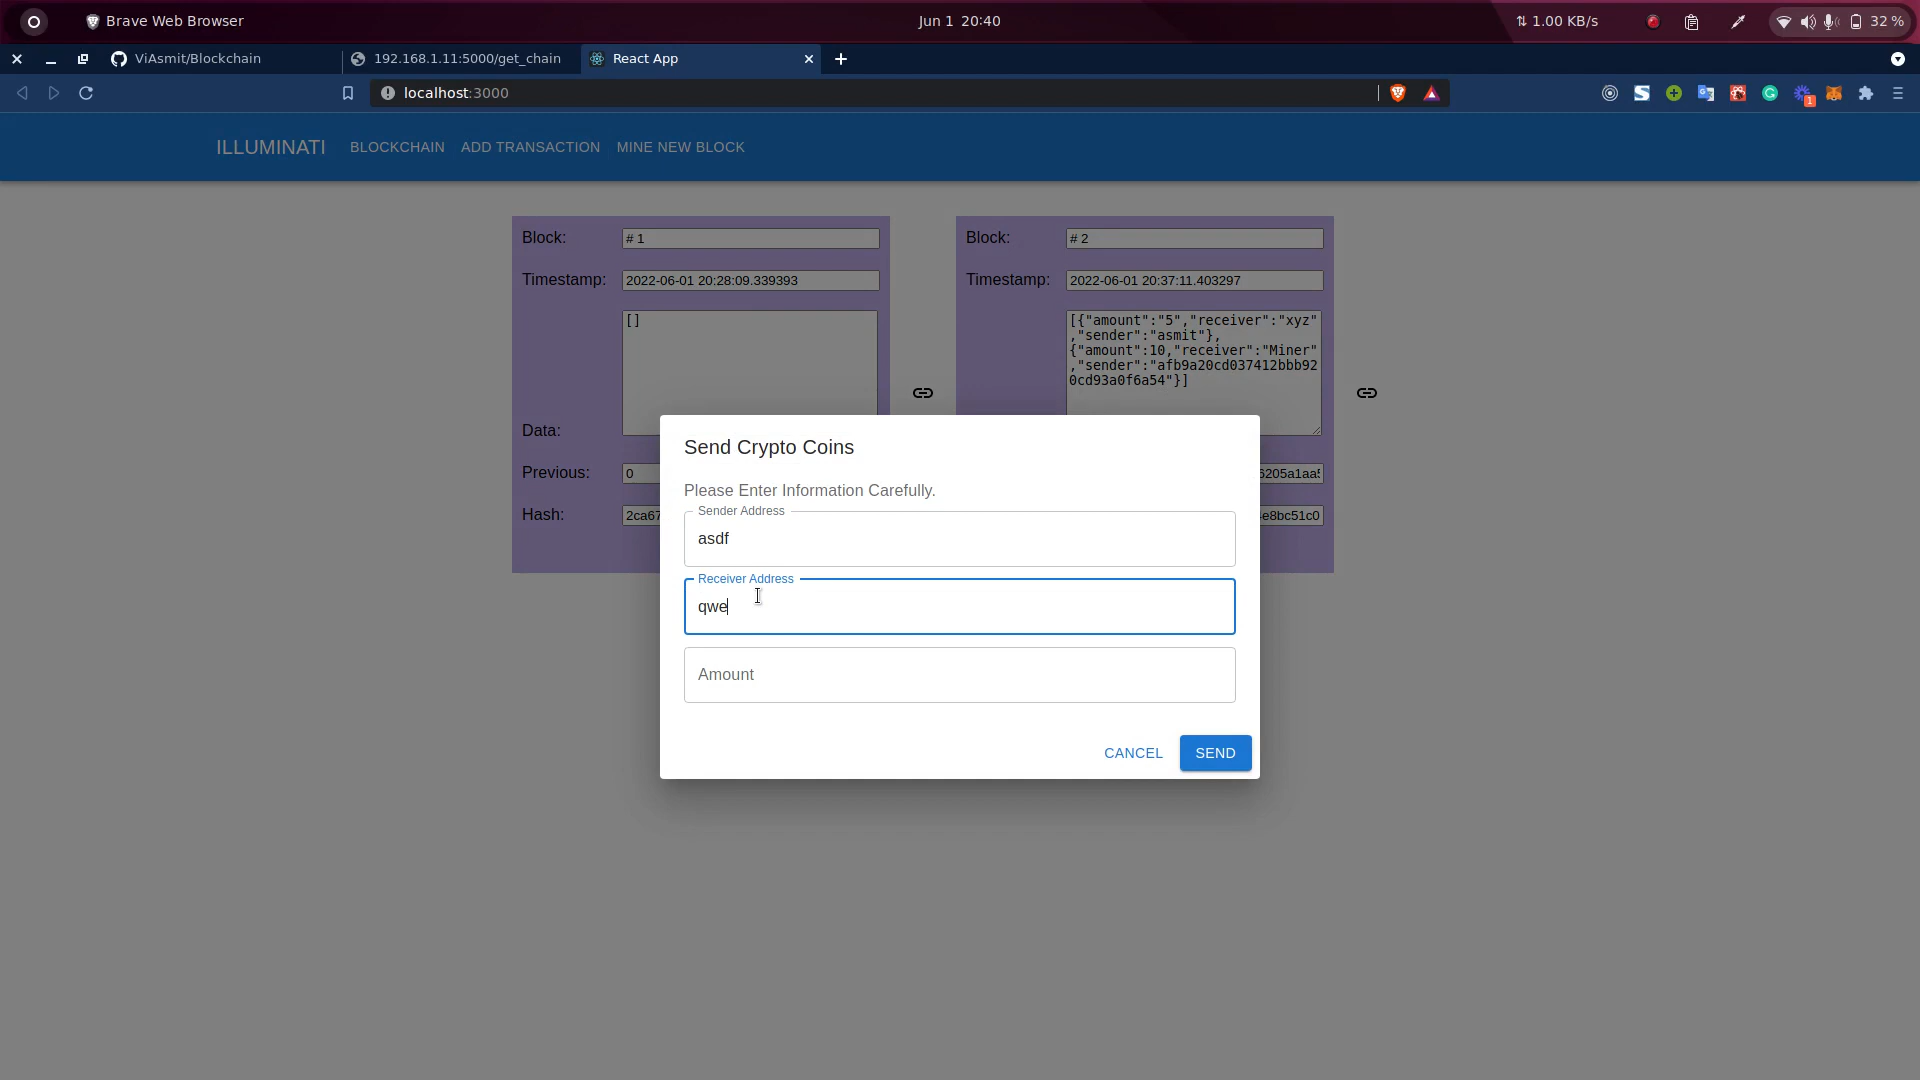 Brave Web Browser
Jun 1 20:40
1.00 KB/s
32 %
ViAsmit/Blockchain
192.168.1.11:5000/get_chain
React App
localhost:3000
1
ILLUMINATI
BLOCKCHAIN
ADD TRANSACTION
MINE NEW BLOCK
Block:
# 1
Timestamp:
2022-06-01 20:28:09.339393
[]
Data:
Previous:
0
Hash:
2ca67
Block:
# 2
Timestamp:
2022-06-01 20:37:11.403297
[{"amount":"5","receiver":"xyz"
,"sender":"asmit"},
{"amount":10,"receiver":"Miner"
,"sender":"afb9a20cd037412bbb92
0cd93a0f6a54"}]
6205a1aa
e8bc51c0
Send Crypto Coins
Please Enter Information Carefully.
Sender Address
asdf
Receiver Address
qwe
Amount
CANCEL
SEND